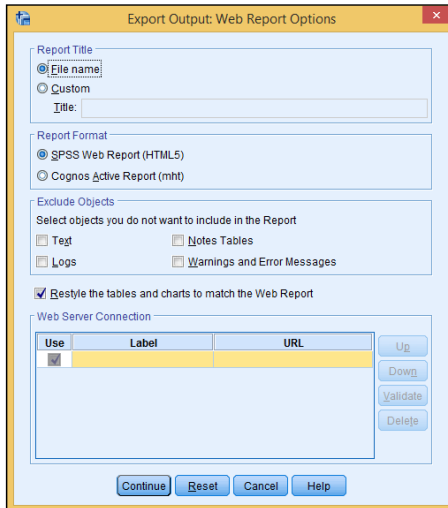 Export Output: Web Report Options
Report Title
File name
Custom
Title:
Report Format
SPSS Web Report (HTML5)
Cognos Active Report (mht)
Exclude Objects
Select objects you do not want to include in the Report
Text Notes Tables
Logs Warnings and Error Messages
Restyle the tables and charts to match the Web Report
Web Server Connection
Use Label URL
Up
Down
Validate
Delete
Continue Reset Cancel Help